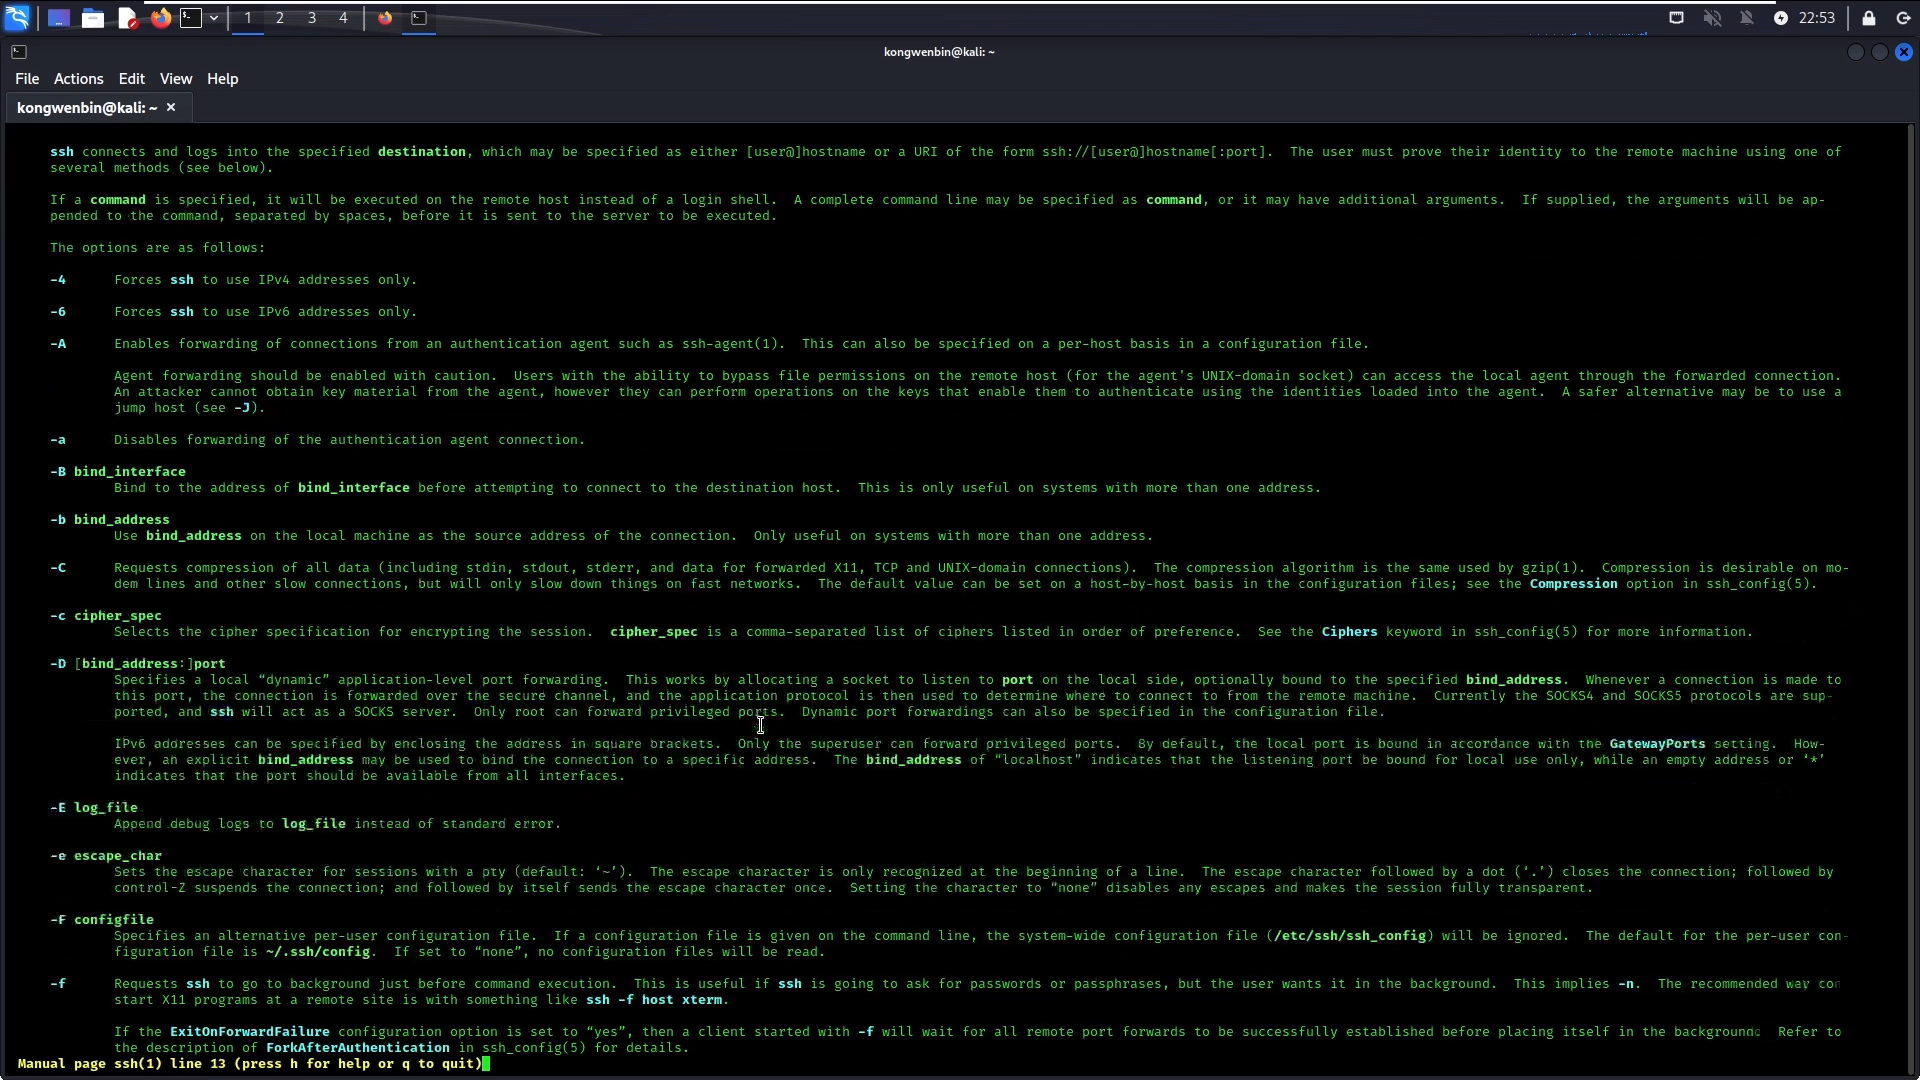 1 2 3 4 22:53
kongwenbin@kali: ~
File Actions Edit View Help
kongwenbin@kali: ~ ×
ssh connects and logs into the specified destination, which may be specified as either [user@]hostname or a URI of the form ssh://[user@]hostname[:port].  The user must prove their identity to the remote machine using one of
several methods (see below).
If a command is specified, it will be executed on the remote host instead of a login shell.  A complete command line may be specified as command, or it may have additional arguments.  If supplied, the arguments will be ap-
pended to the command, separated by spaces, before it is sent to the server to be executed.
The options are as follows:
-4      Forces ssh to use IPv4 addresses only.
-6      Forces ssh to use IPv6 addresses only.
-A      Enables forwarding of connections from an authentication agent such as ssh-agent(1).  This can also be specified on a per-host basis in a configuration file.
Agent forwarding should be enabled with caution.  Users with the ability to bypass file permissions on the remote host (for the agent's UNIX-domain socket) can access the local agent through the forwarded connection.
An attacker cannot obtain key material from the agent, however they can perform operations on the keys that enable them to authenticate using the identities loaded into the agent.  A safer alternative may be to use a
jump host (see -J).
-a      Disables forwarding of the authentication agent connection.
-B bind_interface
Bind to the address of bind_interface before attempting to connect to the destination host.  This is only useful on systems with more than one address.
-b bind_address
Use bind_address on the local machine as the source address of the connection.  Only useful on systems with more than one address.
-C      Requests compression of all data (including stdin, stdout, stderr, and data for forwarded X11, TCP and UNIX-domain connections).  The compression algorithm is the same used by gzip(1).  Compression is desirable on mo-
dem lines and other slow connections, but will only slow down things on fast networks.  The default value can be set on a host-by-host basis in the configuration files; see the Compression option in ssh_config(5).
-c cipher_spec
Selects the cipher specification for encrypting the session.  cipher_spec is a comma-separated list of ciphers listed in order of preference.  See the Ciphers keyword in ssh_config(5) for more information.
-D [bind_address:]port
Specifies a local “dynamic” application-level port forwarding.  This works by allocating a socket to listen to port on the local side, optionally bound to the specified bind_address.  Whenever a connection is made to
this port, the connection is forwarded over the secure channel, and the application protocol is then used to determine where to connect to from the remote machine.  Currently the SOCKS4 and SOCKS5 protocols are sup-
ported, and ssh will act as a SOCKS server.  Only root can forward privileged ports.  Dynamic port forwardings can also be specified in the configuration file.
IPv6 addresses can be specified by enclosing the address in square brackets.  Only the superuser can forward privileged ports.  By default, the local port is bound in accordance with the GatewayPorts setting.  How-
ever, an explicit bind_address may be used to bind the connection to a specific address.  The bind_address of “localhost” indicates that the listening port be bound for local use only, while an empty address or ‘*’
indicates that the port should be available from all interfaces.
-E log_file
Append debug logs to log_file instead of standard error.
-e escape_char
Sets the escape character for sessions with a pty (default: ‘~’).  The escape character is only recognized at the beginning of a line.  The escape character followed by a dot (‘.’) closes the connection; followed by
control-Z suspends the connection; and followed by itself sends the escape character once.  Setting the character to “none” disables any escapes and makes the session fully transparent.
-F configfile
Specifies an alternative per-user configuration file.  If a configuration file is given on the command line, the system-wide configuration file (/etc/ssh/ssh_config) will be ignored.  The default for the per-user con-
figuration file is ~/.ssh/config.  If set to “none”, no configuration files will be read.
-f      Requests ssh to go to background just before command execution.  This is useful if ssh is going to ask for passwords or passphrases, but the user wants it in the background.  This implies -n.  The recommended way
start X11 programs at a remote site is with something like ssh -f host xterm.
If the ExitOnForwardFailure configuration option is set to “yes”, then a client started with -f will wait for all remote port forwards to be successfully established before placing itself in the background.  Refer to
the description of ForkAfterAuthentication in ssh_config(5) for details.
Manual page ssh(1) line 13 (press h for help or q to quit)